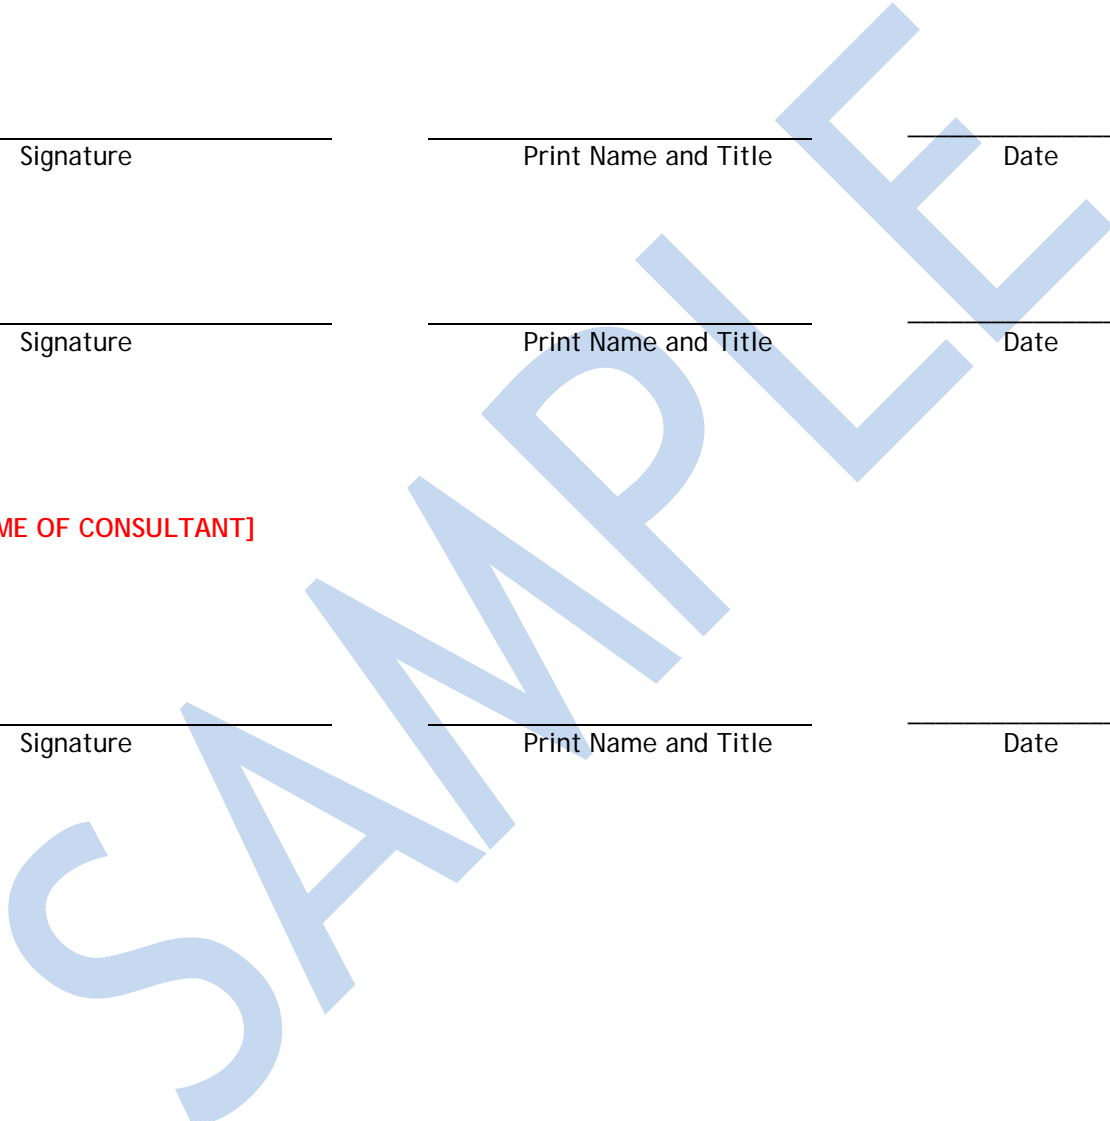 Signature Print Name and Title Date
Signature Print Name and Title Date
ME OF CONSULTANT]
Signature Print Name and Title Date
SAMPLE